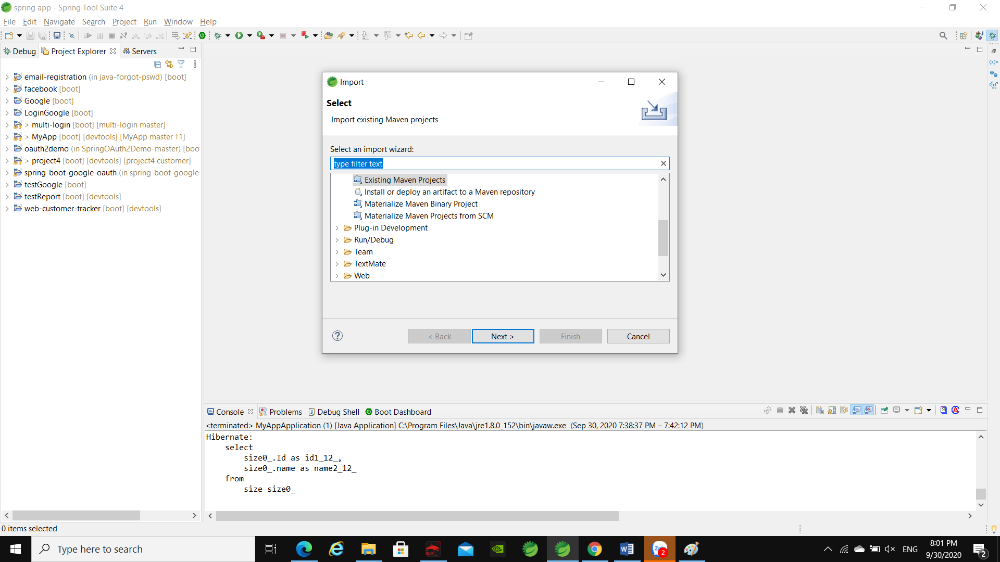 spring app - Spring Tool Suite 4
File Edit Navigate Search Project Run Window Help
Debug Project Explorer Servers
email-registration (in java-forgot-pswd) [boot]
facebook [boot]
Google [boot]
LoginGoogle [boot]
> multi-login [boot] [multi-login master]
> MyApp [boot] [devtools] [MyApp master ↑1]
oauth2demo (in SpringOAuth2Demo-master) [boo
> project4 [boot] [devtools] [project4 customer]
spring-boot-google-oauth (in spring-boot-google-
testGoogle [boot]
testReport [boot] [devtools]
web-customer-tracker [boot] [devtools]
Import
Select
Import existing Maven projects
Select an import wizard:
type filter text
Existing Maven Projects
Install or deploy an artifact to a Maven repository
Materialize Maven Binary Project
Materialize Maven Projects from SCM
Plug-in Development
Run/Debug
Team
TextMate
Web
< Back Next > Finish Cancel
Console Problems Debug Shell Boot Dashboard
<terminated> MyAppApplication (1) [Java Application] C:\Program Files\Java\jre1.8.0_152\bin\javaw.exe (Sep 30, 2020 7:38:37 PM – 7:42:12 PM)
Hibernate:
select
size0_.Id as id1_12_,
size0_.name as name2_12_
from
size size0_
0 items selected
Type here to search
2
ENG
8:01 PM
9/30/2020
2